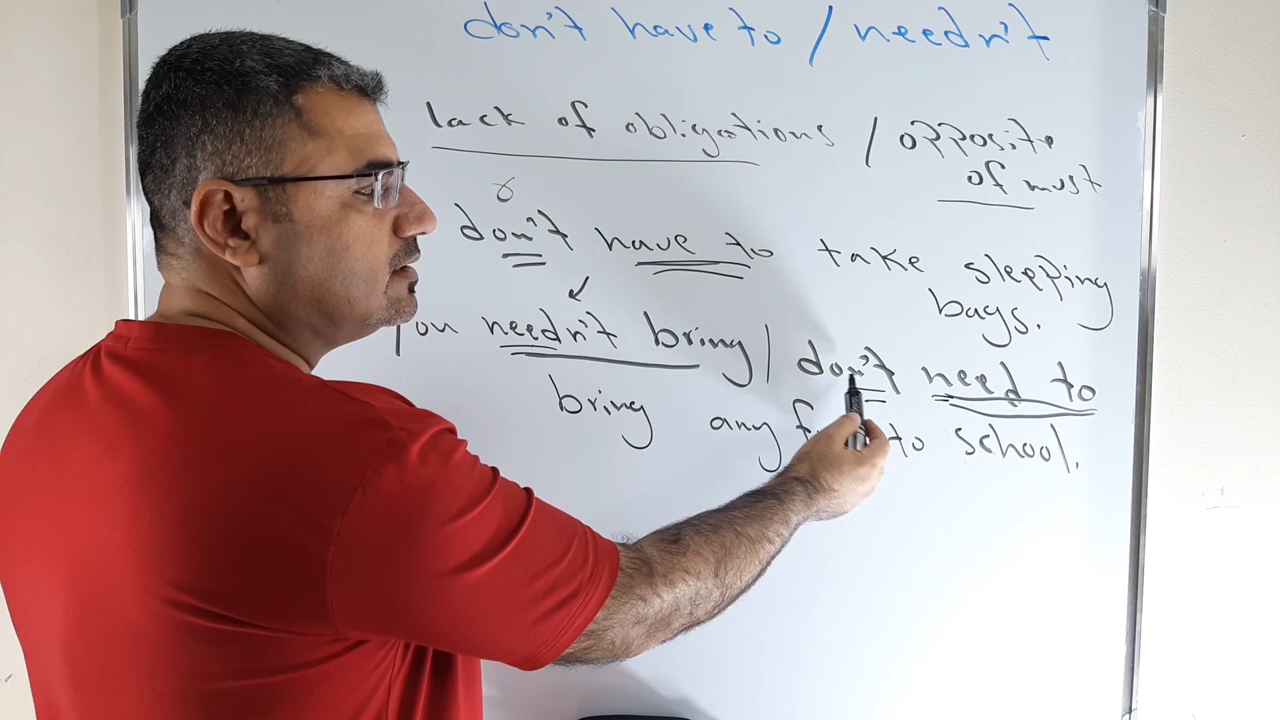 don't have to / needn't
lack of obligations / opposite
of must
don't have to take sleeping
bags.
you needn't bring / don't need to
bring any to school.